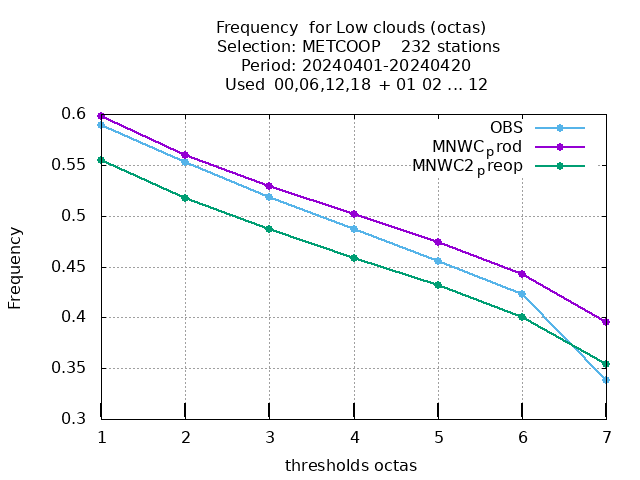 Frequency  for Low clouds (octas)
Selection: METCOOP    232 stations
Period: 20240401-20240420
Used  00,06,12,18  + 01 02 ... 12
OBS
MNWCprod
MNWC2preop
0.6
0.55
0.5
0.45
0.4
0.35
0.3
Frequency
1 2 3 4 5 6 7
thresholds octas